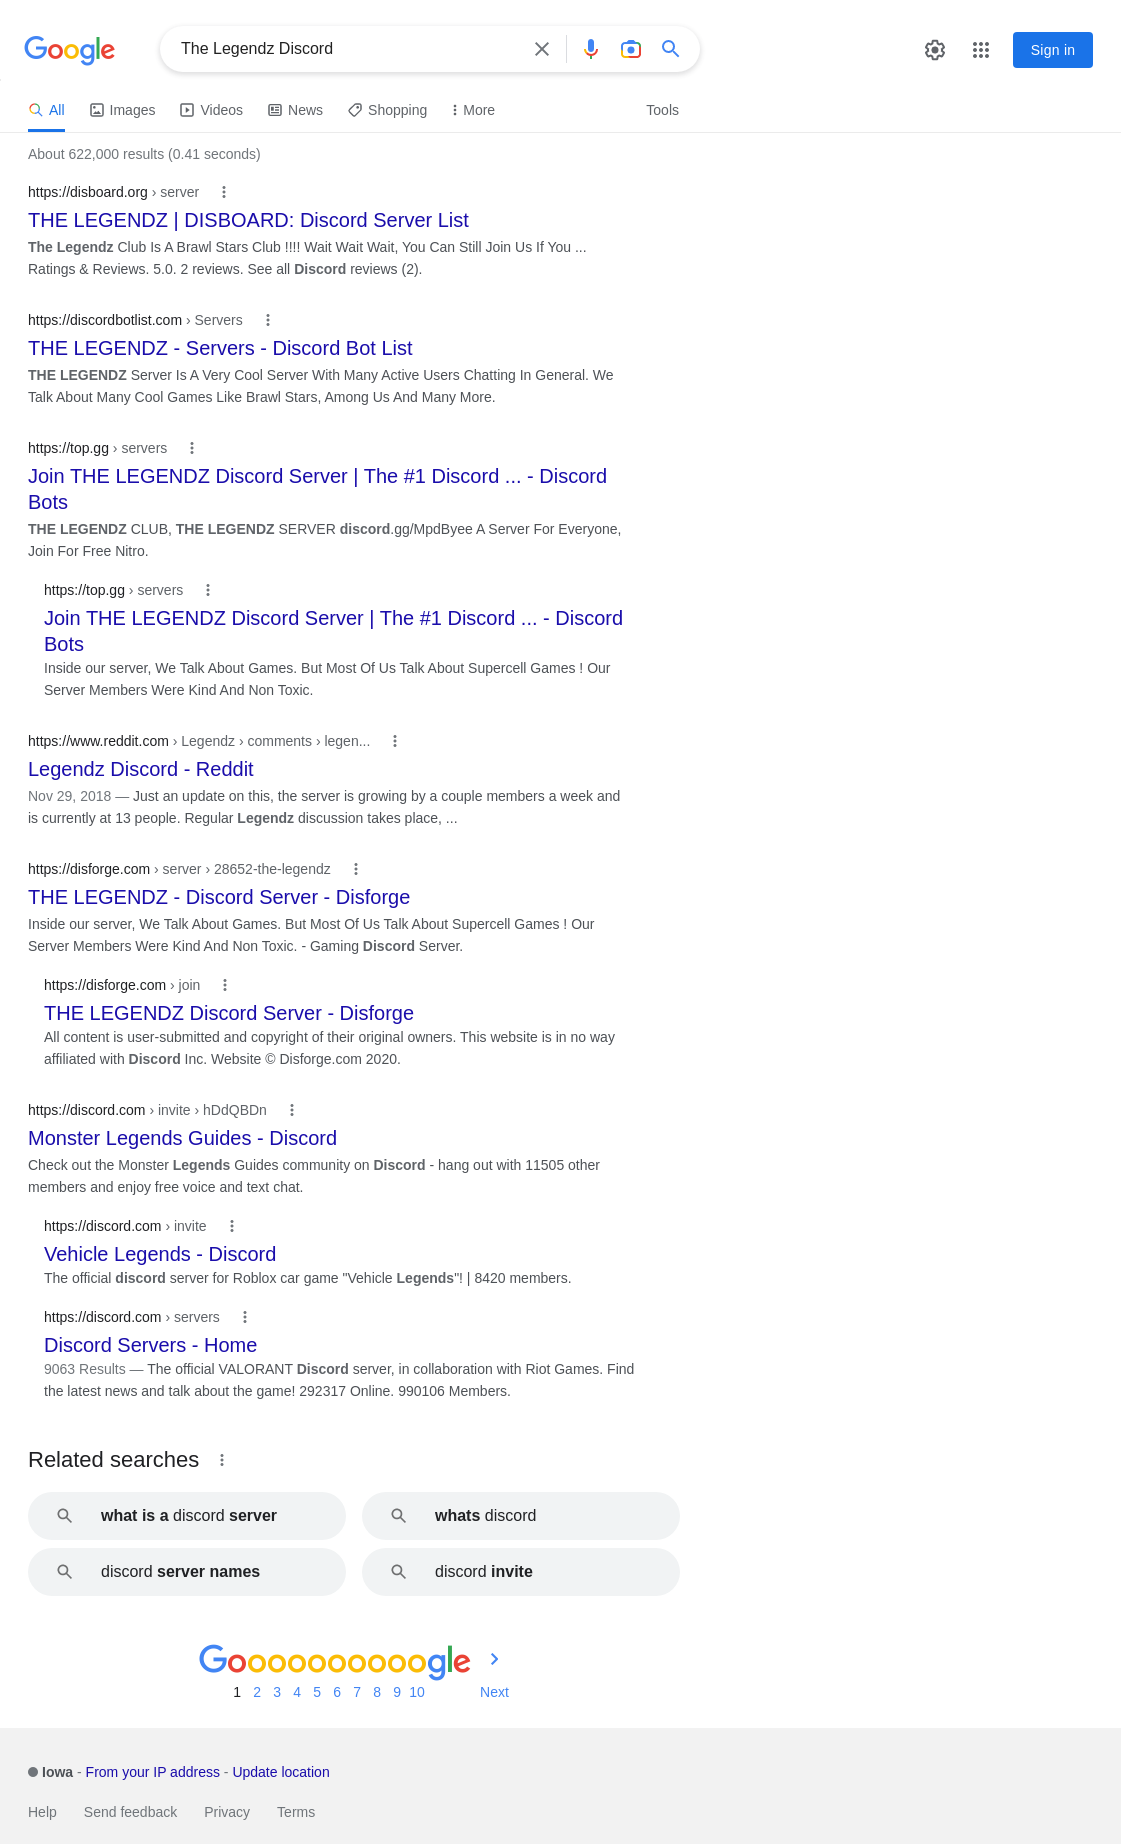 Google
The Legendz Discord
Sign in
All
Images
Videos
News
Shopping
More
Tools
About 622,000 results (0.41 seconds)
https://disboard.org › server
THE LEGENDZ | DISBOARD: Discord Server List
The Legendz Club Is A Brawl Stars Club !!!! Wait Wait Wait, You Can Still Join Us If You ...
Ratings & Reviews. 5.0. 2 reviews. See all Discord reviews (2).
https://discordbotlist.com › Servers
THE LEGENDZ - Servers - Discord Bot List
THE LEGENDZ Server Is A Very Cool Server With Many Active Users Chatting In General. We
Talk About Many Cool Games Like Brawl Stars, Among Us And Many More.
https://top.gg › servers
Join THE LEGENDZ Discord Server | The #1 Discord ... - Discord
Bots
THE LEGENDZ CLUB, THE LEGENDZ SERVER discord.gg/MpdByee A Server For Everyone,
Join For Free Nitro.
https://top.gg › servers
Join THE LEGENDZ Discord Server | The #1 Discord ... - Discord
Bots
Inside our server, We Talk About Games. But Most Of Us Talk About Supercell Games ! Our
Server Members Were Kind And Non Toxic.
https://www.reddit.com › Legendz › comments › legen...
Legendz Discord - Reddit
Nov 29, 2018 — Just an update on this, the server is growing by a couple members a week and
is currently at 13 people. Regular Legendz discussion takes place, ...
https://disforge.com › server › 28652-the-legendz
THE LEGENDZ - Discord Server - Disforge
Inside our server, We Talk About Games. But Most Of Us Talk About Supercell Games ! Our
Server Members Were Kind And Non Toxic. - Gaming Discord Server.
https://disforge.com › join
THE LEGENDZ Discord Server - Disforge
All content is user-submitted and copyright of their original owners. This website is in no way
affiliated with Discord Inc. Website © Disforge.com 2020.
https://discord.com › invite › hDdQBDn
Monster Legends Guides - Discord
Check out the Monster Legends Guides community on Discord - hang out with 11505 other
members and enjoy free voice and text chat.
https://discord.com › invite
Vehicle Legends - Discord
The official discord server for Roblox car game "Vehicle Legends"! | 8420 members.
https://discord.com › servers
Discord Servers - Home
9063 Results — The official VALORANT Discord server, in collaboration with Riot Games. Find
the latest news and talk about the game! 292317 Online. 990106 Members.
Related searches
what is a discord server
whats discord
discord server names
discord invite
Goooooooooogle
1 2 3 4 5 6 7 8 9 10 Next
Iowa - From your IP address - Update location
Help Send feedback Privacy Terms